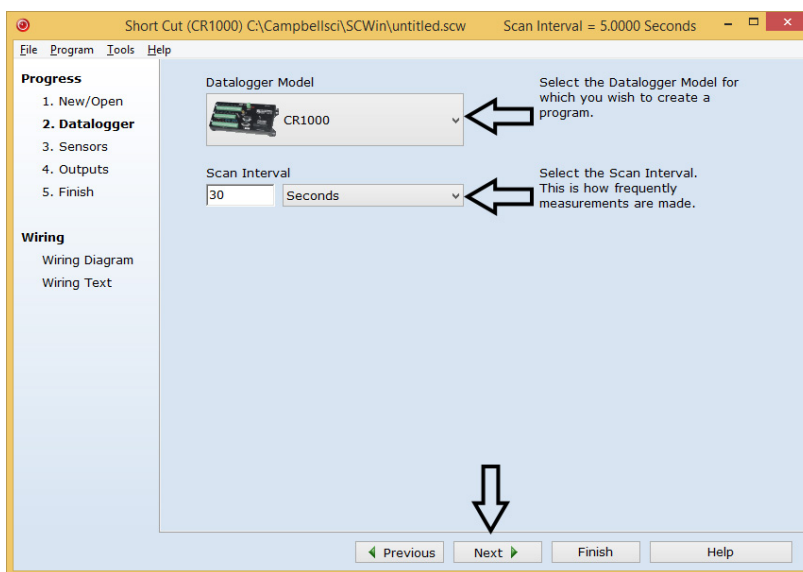 Short Cut (CR1000) C:\Campbellsci\SCWin\untitled.scw Scan Interval = 5.0000 Seconds
File Program Tools Help
Progress
1. New/Open
2. Datalogger
3. Sensors
4. Outputs
5. Finish
Wiring
Wiring Diagram
Wiring Text
Datalogger Model
CR1000
Select the Datalogger Model for
which you wish to create a
program.
Scan Interval
30 Seconds
Select the Scan Interval.
This is how frequently
measurements are made.
Previous Next Finish Help